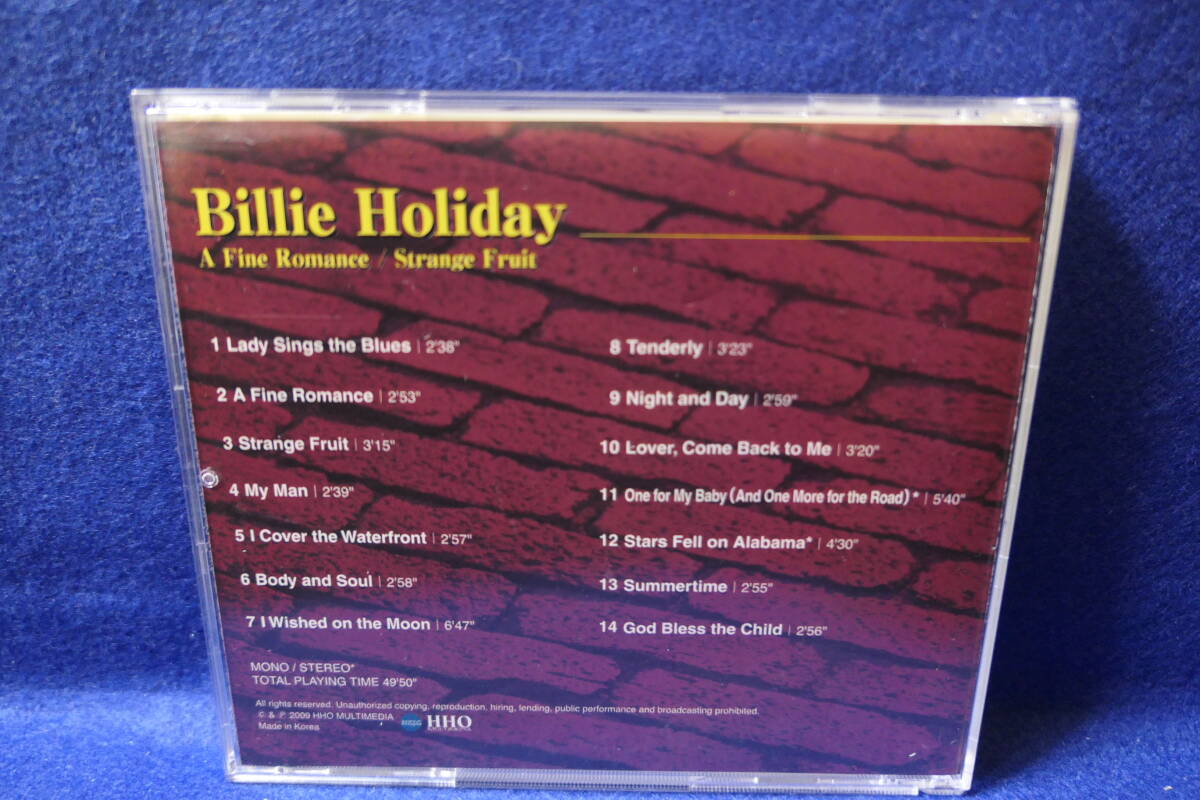 Billie Holiday
A Fine Romance / Strange Fruit
1 Lady Sings the Blues | 2'38"
2 A Fine Romance | 2'53"
3 Strange Fruit | 3'15"
4 My Man | 2'39"
5 I Cover the Waterfront | 2'57"
6 Body and Soul | 2'58"
7 I Wished on the Moon | 6'47"
8 Tenderly | 3'23"
9 Night and Day | 2'59"
10 Lover, Come Back to Me | 3'20"
11 One for My Baby (And One More for the Road)* | 5'40"
12 Stars Fell on Alabama* | 4'30"
13 Summertime | 2'55"
14 God Bless the Child | 2'56"
MONO / STEREO*
TOTAL PLAYING TIME 49'50"
All rights reserved. Unauthorized copying, reproduction, hiring, lending, public performance and broadcasting prohibited.
© & ℗ 2009 HHO MULTIMEDIA HHO
Made in Korea